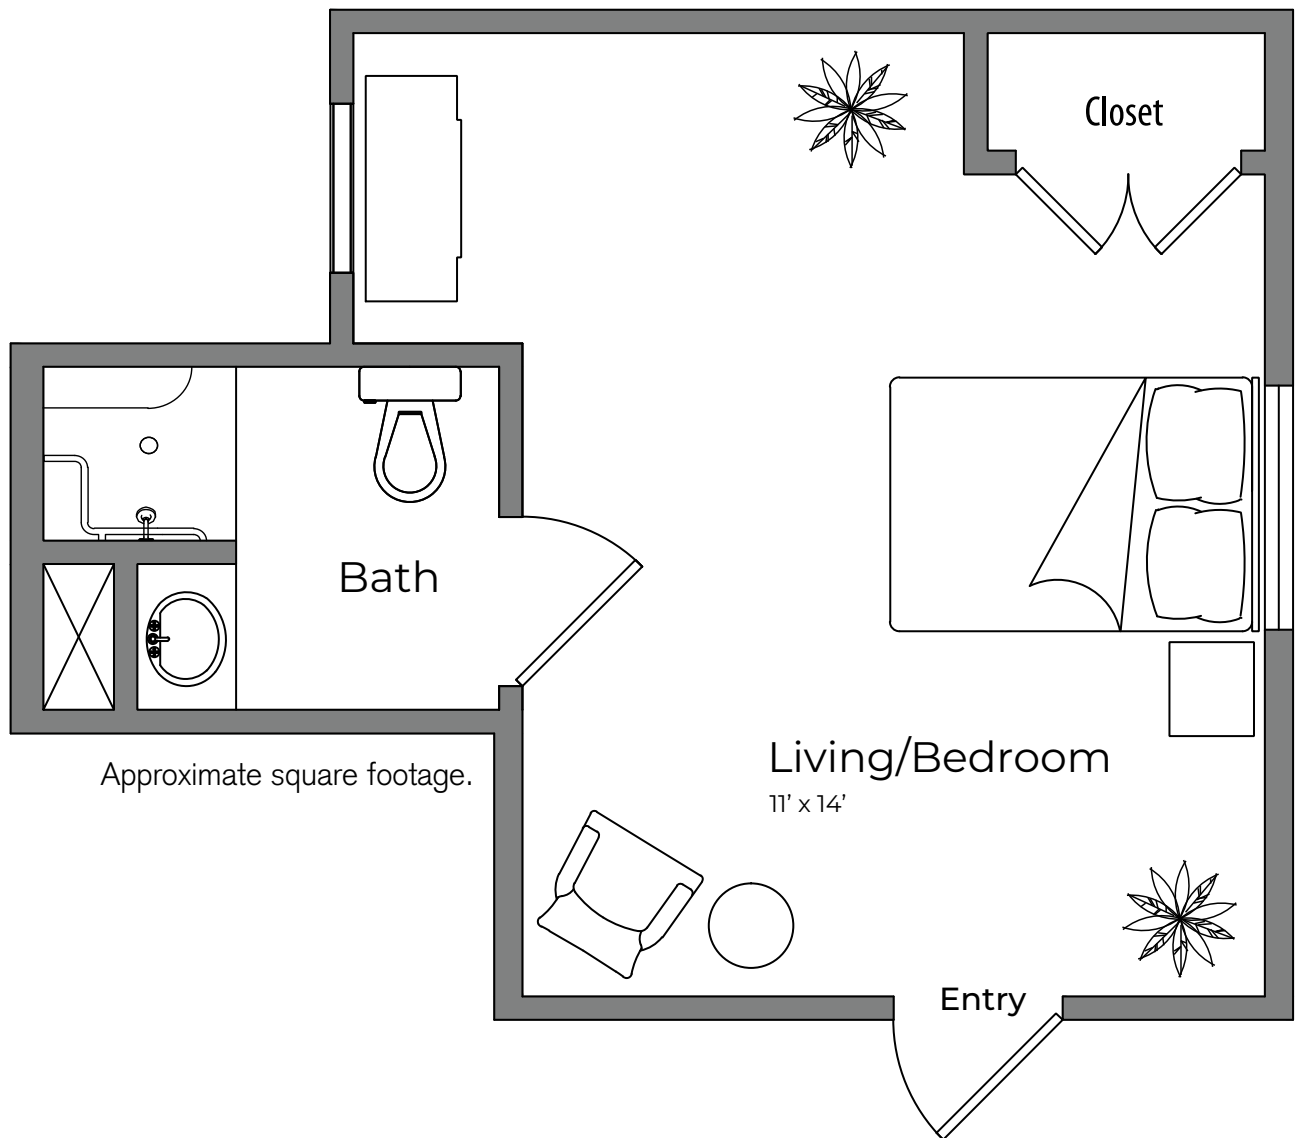 Closet
Bath
Living/Bedroom
11’ x 14’
Approximate square footage.
Entry